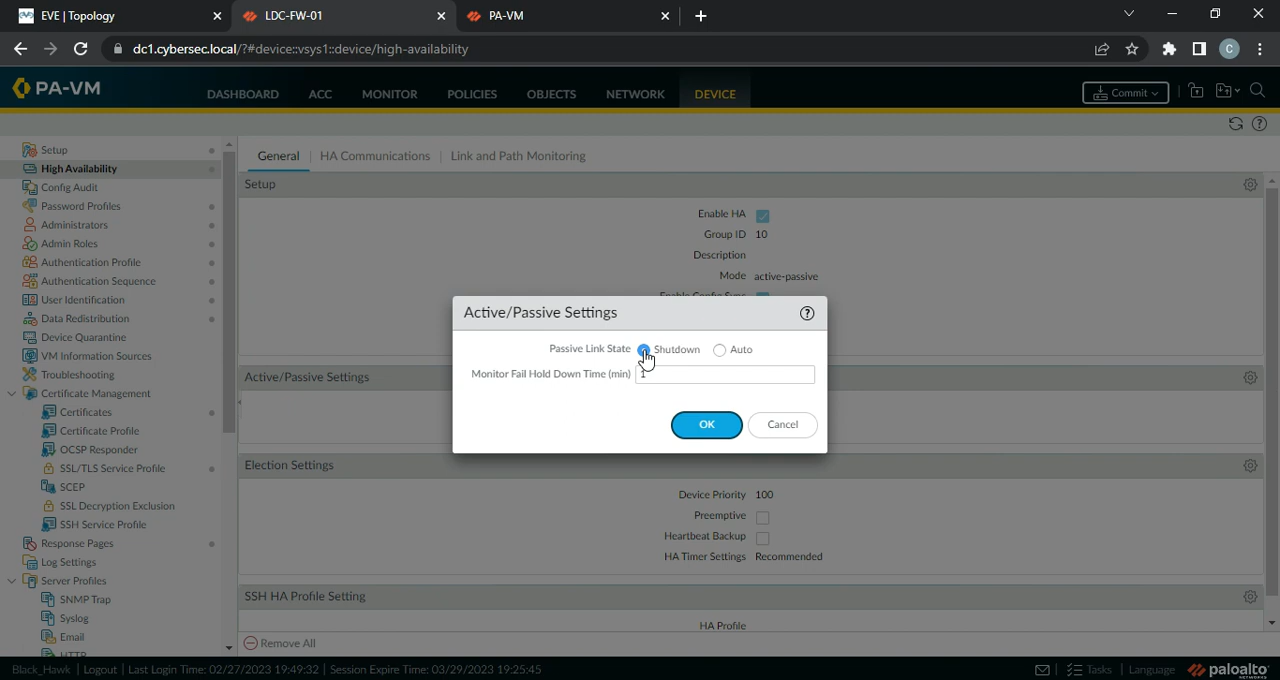 EVE | Topology
LDC-FW-01
PA-VM
dc1.cybersec.local/?#device::vsys1::device/high-availability
C
PA-VM
DASHBOARD
ACC
MONITOR
POLICIES
OBJECTS
NETWORK
DEVICE
Commit
Setup
High Availability
Config Audit
Password Profiles
Administrators
Admin Roles
Authentication Profile
Authentication Sequence
User Identification
Data Redistribution
Device Quarantine
VM Information Sources
Troubleshooting
Certificate Management
Certificates
Certificate Profile
OCSP Responder
SSL/TLS Service Profile
SCEP
SSL Decryption Exclusion
SSH Service Profile
Response Pages
Log Settings
Server Profiles
SNMP Trap
Syslog
Email
HTTP
General
HA Communications
Link and Path Monitoring
Setup
Enable HA
Group ID 10
Description
Mode active-passive
Enable Config Sync
Active/Passive Settings
Passive Link State Shutdown Auto
Monitor Fail Hold Down Time (min) 1
OK Cancel
Active/Passive Settings
Election Settings
Device Priority 100
Preemptive
Heartbeat Backup
HA Timer Settings Recommended
SSH HA Profile Setting
HA Profile
Remove All
Black_Hawk | Logout | Last Login Time: 02/27/2023 19:49:32 | Session Expire Time: 03/29/2023 19:25:45
Tasks | Language
paloalto
NETWORKS